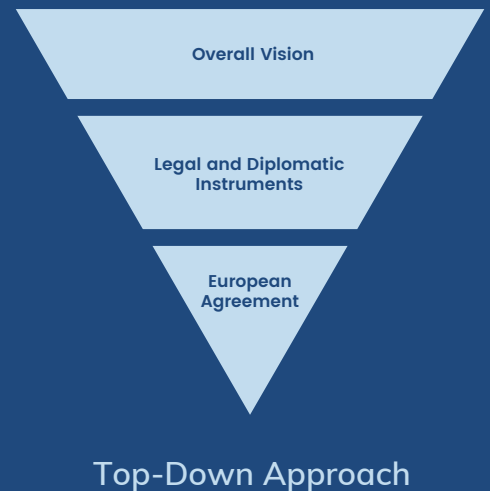 Overall Vision
Legal and Diplomatic
Instruments
European
Agreement
Top-Down Approach